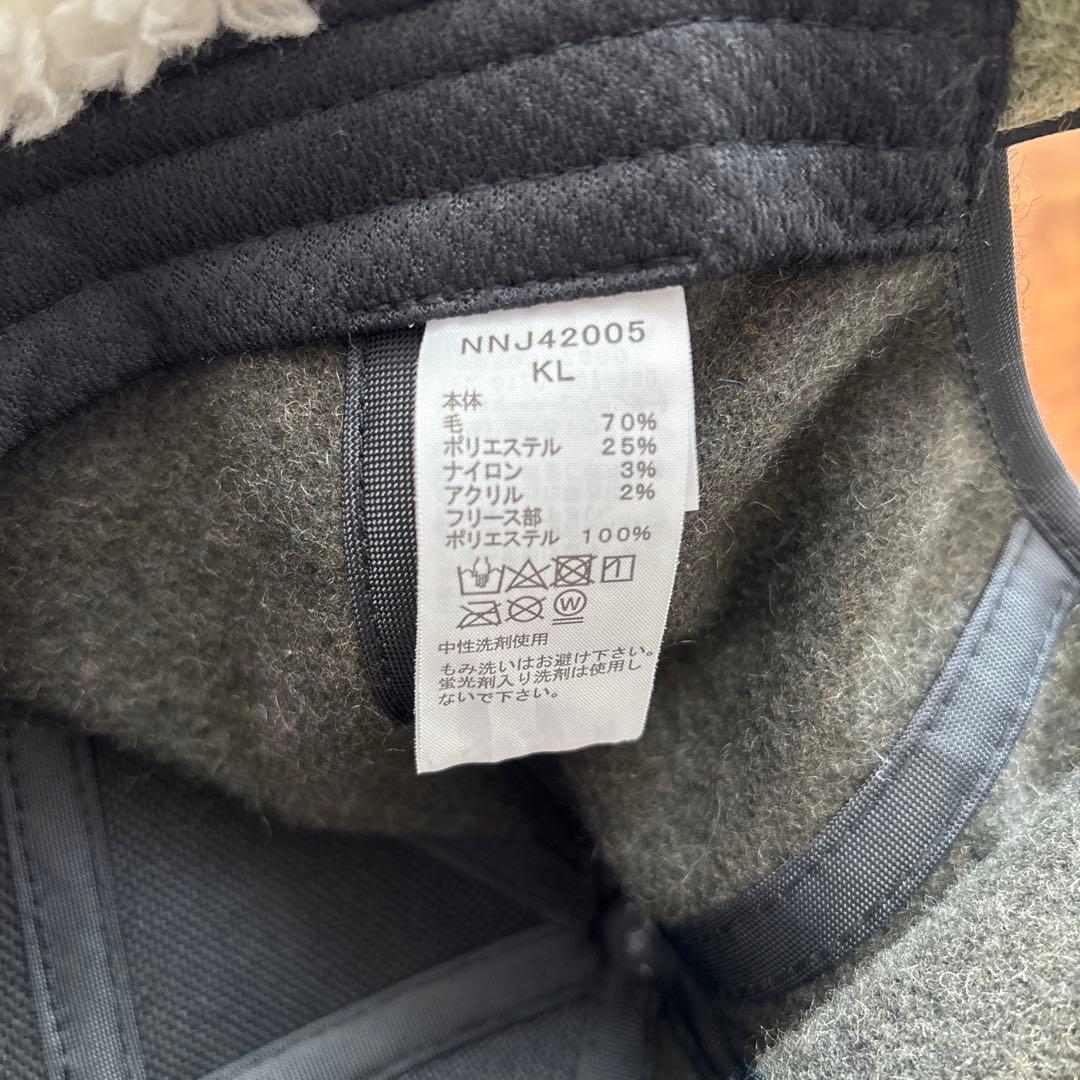 NNJ42005
KL
本体
毛 70%
ポリエステル 25%
ナイロン 3%
アクリル 2%
フリース部
ポリエステル 100%
W
中性洗剤使用
もみ洗いはお避け下さい。
蛍光剤入り洗剤は使用し
ないで下さい。